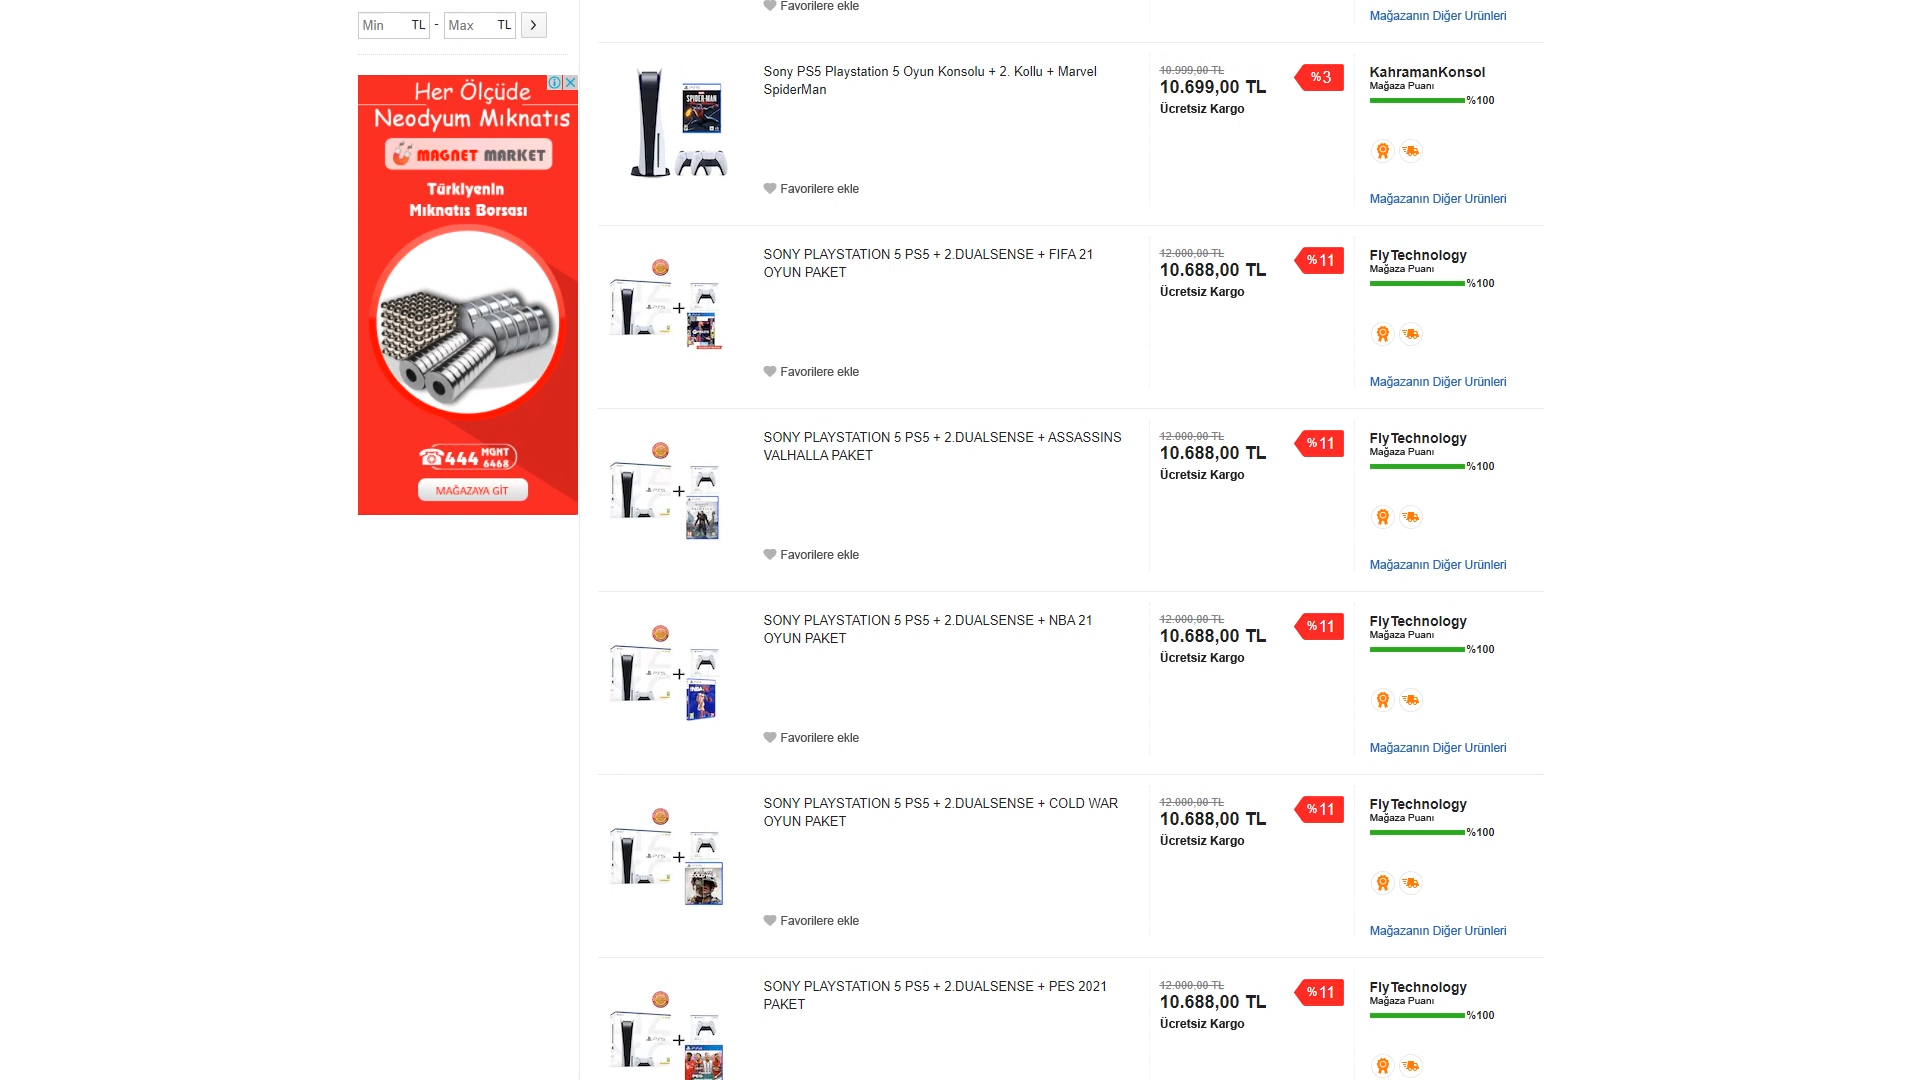 Favorilere ekle
Mağazanın Diğer Ürünleri
Min TL - Max TL
Her Ölçüde
Neodyum Mıknatıs
MAGNET MARKET
Türkiyenin
Mıknatıs Borsası
444 MGNT 6468
MAĞAZAYA GİT
Sony PS5 Playstation 5 Oyun Konsolu + 2. Kollu + Marvel
SpiderMan
Favorilere ekle
10.999,00 TL
10.699,00 TL
Ücretsiz Kargo
%3
KahramanKonsol
Mağaza Puanı
%100
Mağazanın Diğer Ürünleri
SONY PLAYSTATION 5 PS5 + 2.DUALSENSE + FIFA 21
OYUN PAKET
Favorilere ekle
12.000,00 TL
10.688,00 TL
Ücretsiz Kargo
%11
FlyTechnology
Mağaza Puanı
%100
Mağazanın Diğer Ürünleri
SONY PLAYSTATION 5 PS5 + 2.DUALSENSE + ASSASSINS
VALHALLA PAKET
Favorilere ekle
12.000,00 TL
10.688,00 TL
Ücretsiz Kargo
%11
FlyTechnology
Mağaza Puanı
%100
Mağazanın Diğer Ürünleri
SONY PLAYSTATION 5 PS5 + 2.DUALSENSE + NBA 21
OYUN PAKET
Favorilere ekle
12.000,00 TL
10.688,00 TL
Ücretsiz Kargo
%11
FlyTechnology
Mağaza Puanı
%100
Mağazanın Diğer Ürünleri
SONY PLAYSTATION 5 PS5 + 2.DUALSENSE + COLD WAR
OYUN PAKET
Favorilere ekle
12.000,00 TL
10.688,00 TL
Ücretsiz Kargo
%11
FlyTechnology
Mağaza Puanı
%100
Mağazanın Diğer Ürünleri
SONY PLAYSTATION 5 PS5 + 2.DUALSENSE + PES 2021
PAKET
12.000,00 TL
10.688,00 TL
Ücretsiz Kargo
%11
FlyTechnology
Mağaza Puanı
%100